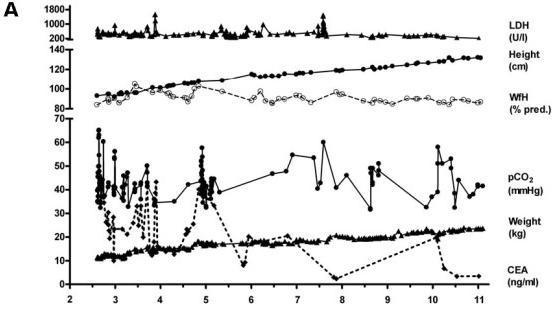 A
1800
1000
200
LDH
(U/l)
140
120
100
80
Height
(cm)
WfH
(% pred.)
70
60
50
40
30
20
10
0
pCO₂
(mmHg)
Weight
(kg)
CEA
(ng/ml)
2 3 4 5 6 7 8 9 10 11